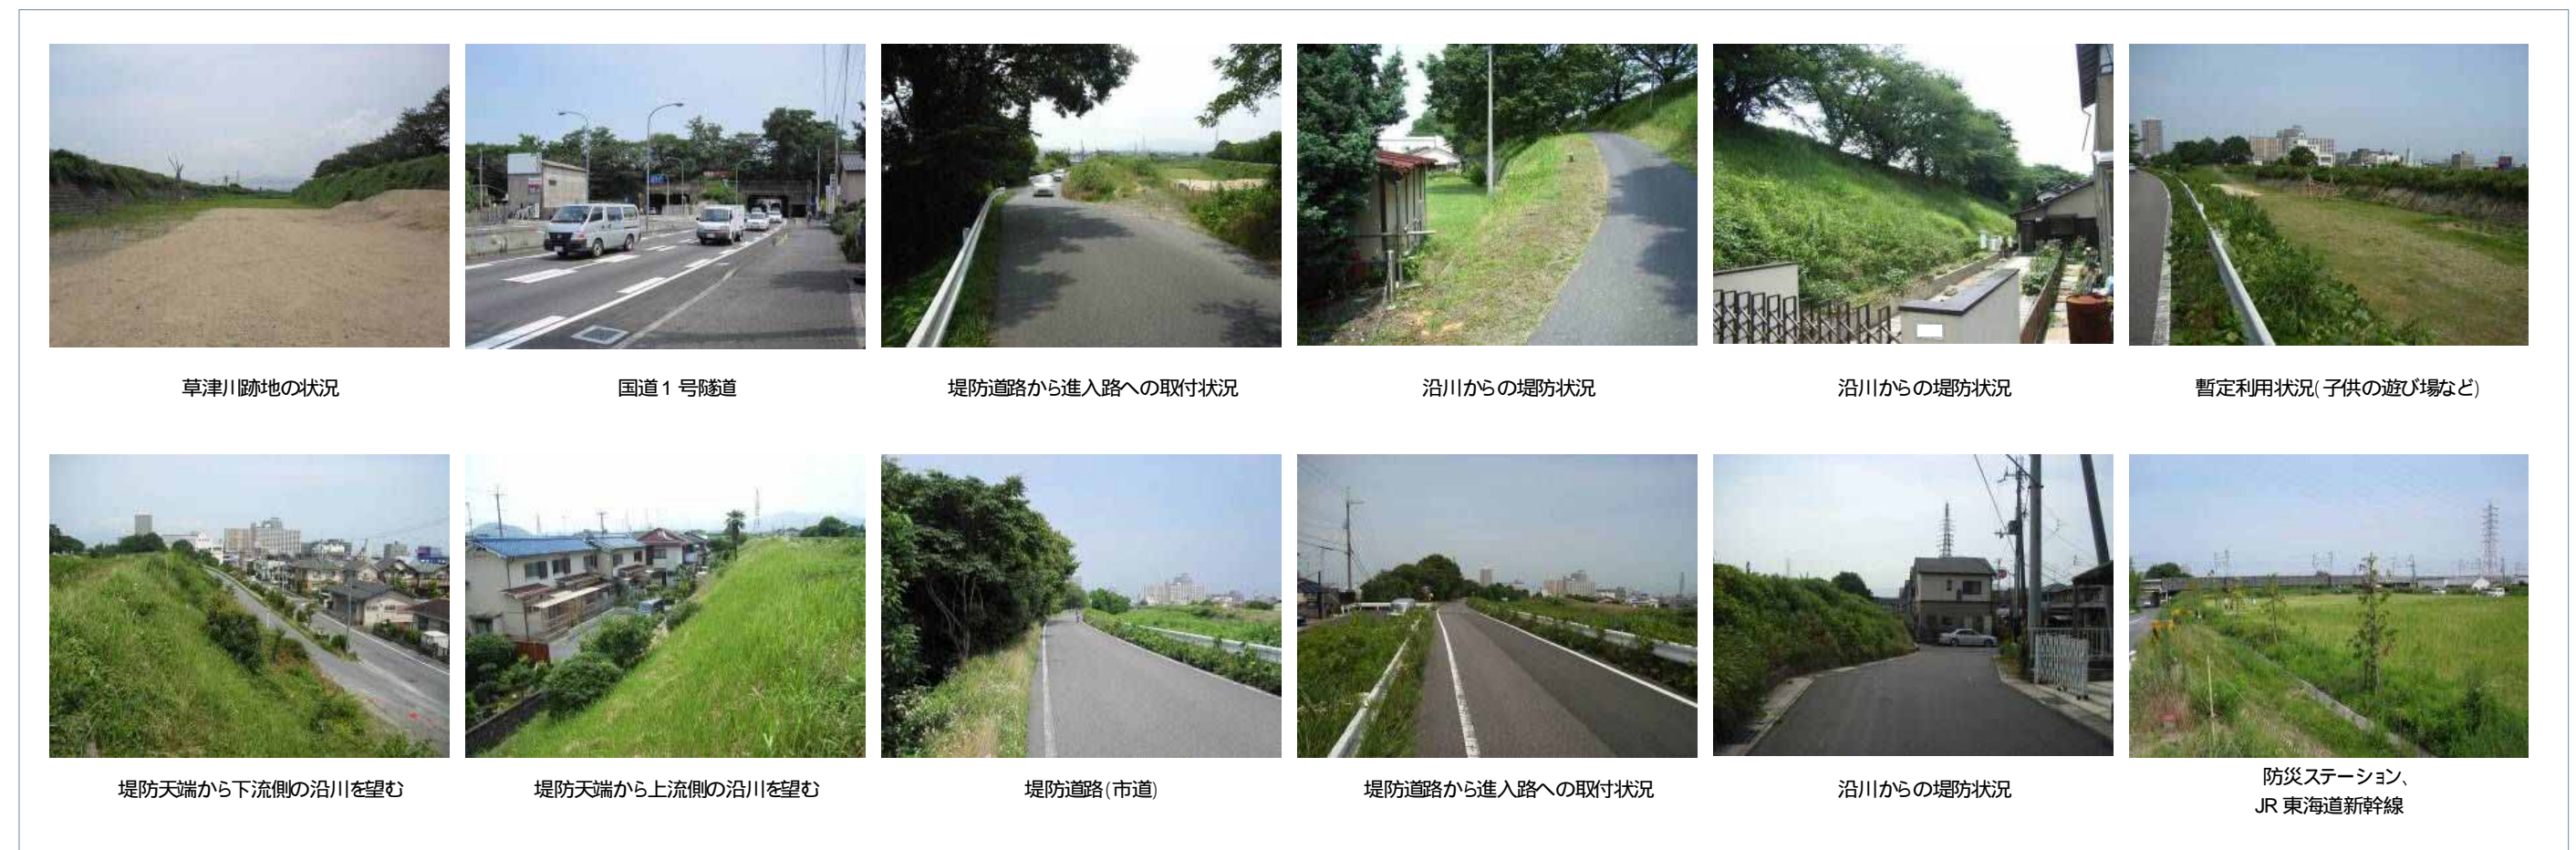 草津川跡地の状況
国道1号隧道
堤防道路から進入路への取付状況
沿川からの堤防状況
沿川からの堤防状況
暫定利用状況(子供の遊び場など)
堤防天端から下流側の沿川を望む
堤防天端から上流側の沿川を望む
堤防道路(市道)
堤防道路から進入路への取付状況
沿川からの堤防状況
防災ステーション、
JR東海道新幹線